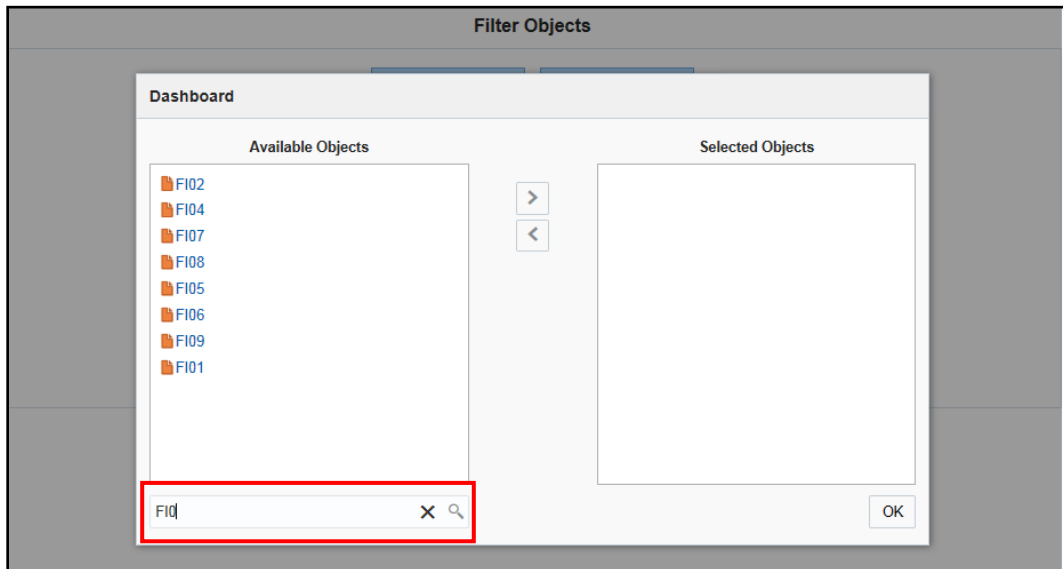 Filter Objects
Dashboard
Available Objects
Selected Objects
FI02
FI04
FI07
FI08
FI05
FI06
FI09
FI01
FI0
OK